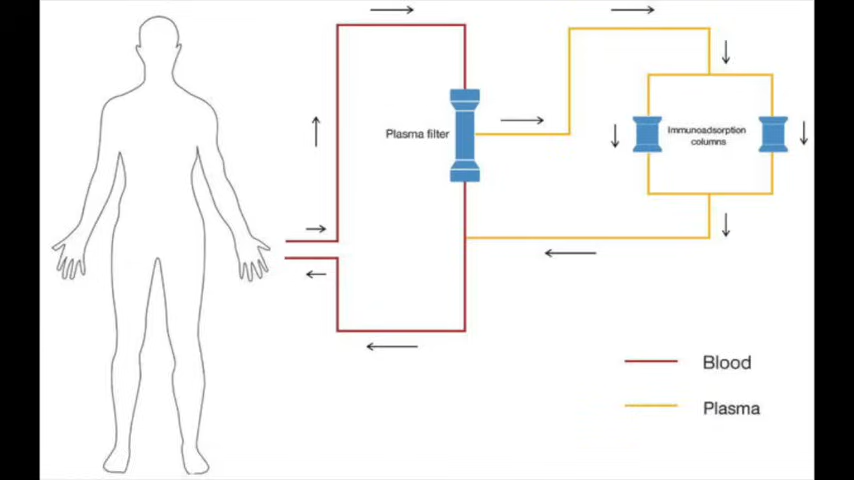 Plasma filter
Immunoadsorption
columns
Blood
Plasma